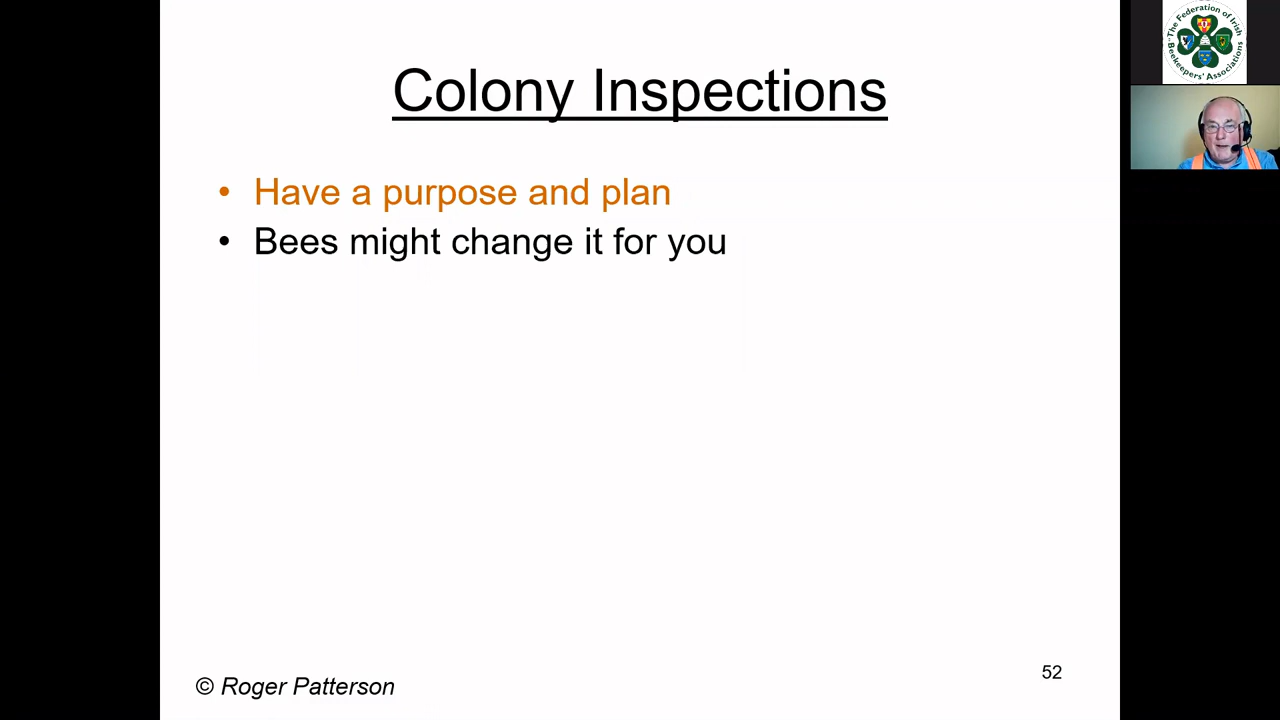 Colony Inspections
• Have a purpose and plan
• Bees might change it for you
© Roger Patterson
52
"The Federation of Irish
Beekeepers' Associations"